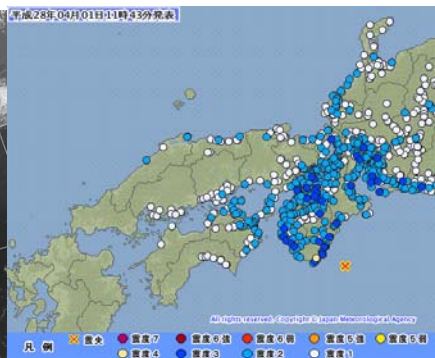 平成28年04月01日11時43分発表
All rights reserved. Copyright © Japan Meteorological Agency
凡 例
震央 震度7 震度6強 震度6弱 震度5強 震度5弱
震度4 震度3 震度2 震度1